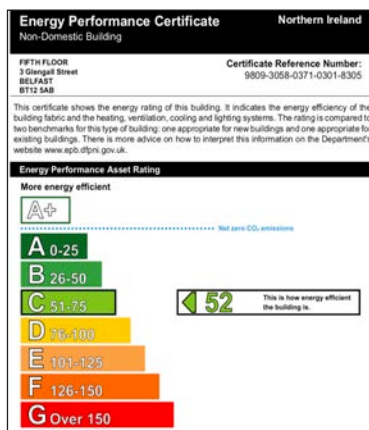 Energy Performance Certificate
Northern Ireland
Non-Domestic Building
FIFTH FLOOR
3 Glengall Street
BELFAST
BT12 5AB
Certificate Reference Number:
9809-3058-0371-0301-8305
This certificate shows the energy rating of this building. It indicates the energy efficiency of the
building fabric and the heating, ventilation, cooling and lighting systems. The rating is compared to
two benchmarks for this type of building: one appropriate for new buildings and one appropriate for
existing buildings. There is more advice on how to interpret this information on the Department's
website www.epb.dfpni.gov.uk.
Energy Performance Asset Rating
More energy efficient
A+
Net zero CO₂ emissions
A 0-25
B 26-50
C 51-75
52
This is how energy efficient
the building is.
D 76-100
E 101-125
F 126-150
G Over 150